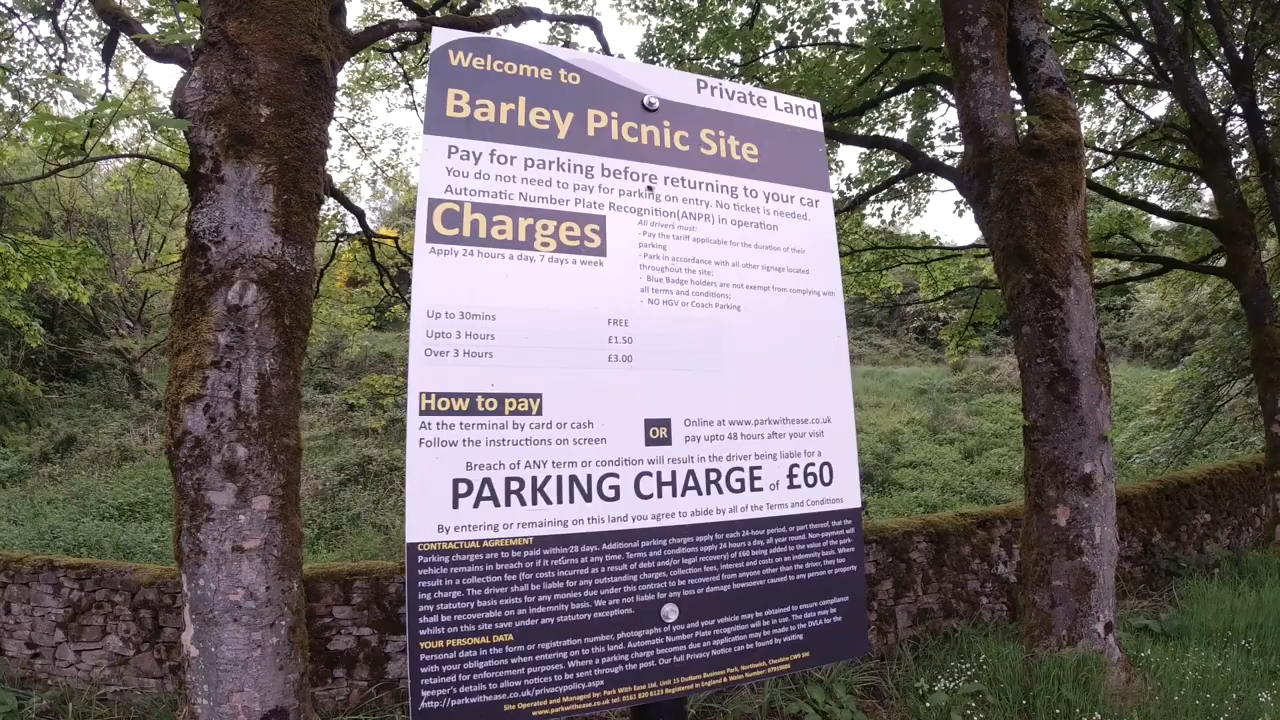 Welcome to
Private Land
Barley Picnic Site
Pay for parking before returning to your car
You do not need to pay for parking on entry. No ticket is needed.
Automatic Number Plate Recognition(ANPR) in operation
Charges
Apply 24 hours a day, 7 days a week
All drivers must:
- Pay the tariff applicable for the duration of their
parking
- Park in accordance with all other signage located
throughout the site;
- Blue Badge holders are not exempt from complying with
all terms and conditions;
- NO HGV or Coach Parking
Up to 30mins FREE
Upto 3 Hours £1.50
Over 3 Hours £3.00
How to pay
At the terminal by card or cash
Follow the instructions on screen
OR
Online at www.parkwithease.co.uk
pay upto 48 hours after your visit
Breach of ANY term or condition will result in the driver being liable for a
PARKING CHARGE of £60
By entering or remaining on this land you agree to abide by all of the Terms and Conditions
CONTRACTUAL AGREEMENT
Parking charges are to be paid within 28 days. Additional parking charges apply for each 24-hour period, or part thereof, that the
vehicle remains in breach or if it returns at any time. Terms and conditions apply 24 hours a day, all year round. Non-payment will
result in a collection fee (for costs incurred as a result of debt and/or legal recovery) of £60 being added to the value of the park-
ing charge. The driver shall be liable for any outstanding charges, collection fees, interest and costs on an indemnity basis. Where
any statutory basis exists for any monies due under this contract to be recovered from anyone other than the driver, they too
shall be recoverable on an indemnity basis. We are not liable for any loss or damage howsoever caused to any person or property
whilst on this site save under any statutory exceptions.
YOUR PERSONAL DATA
Personal data in the form or registration number, photographs of you and your vehicle may be obtained to ensure compliance
with your obligations when entering on to this land. Automatic Number Plate recognition will be in use. The data may be
retained for enforcement purposes. Where a parking charge becomes due an application may be made to the DVLA for the
keeper's details to allow notices to be sent through the post. Our full Privacy Notice can be found by visiting
http://parkwithease.co.uk/privacypolicy.aspx
Site Operated and Managed by: Park With Ease Ltd, Unit 15 Duttons Business Park, Northwich, Cheshire CW9
www.parkwithease.co.uk tel: 0161 820 6123 Registered in England & Wales Number: